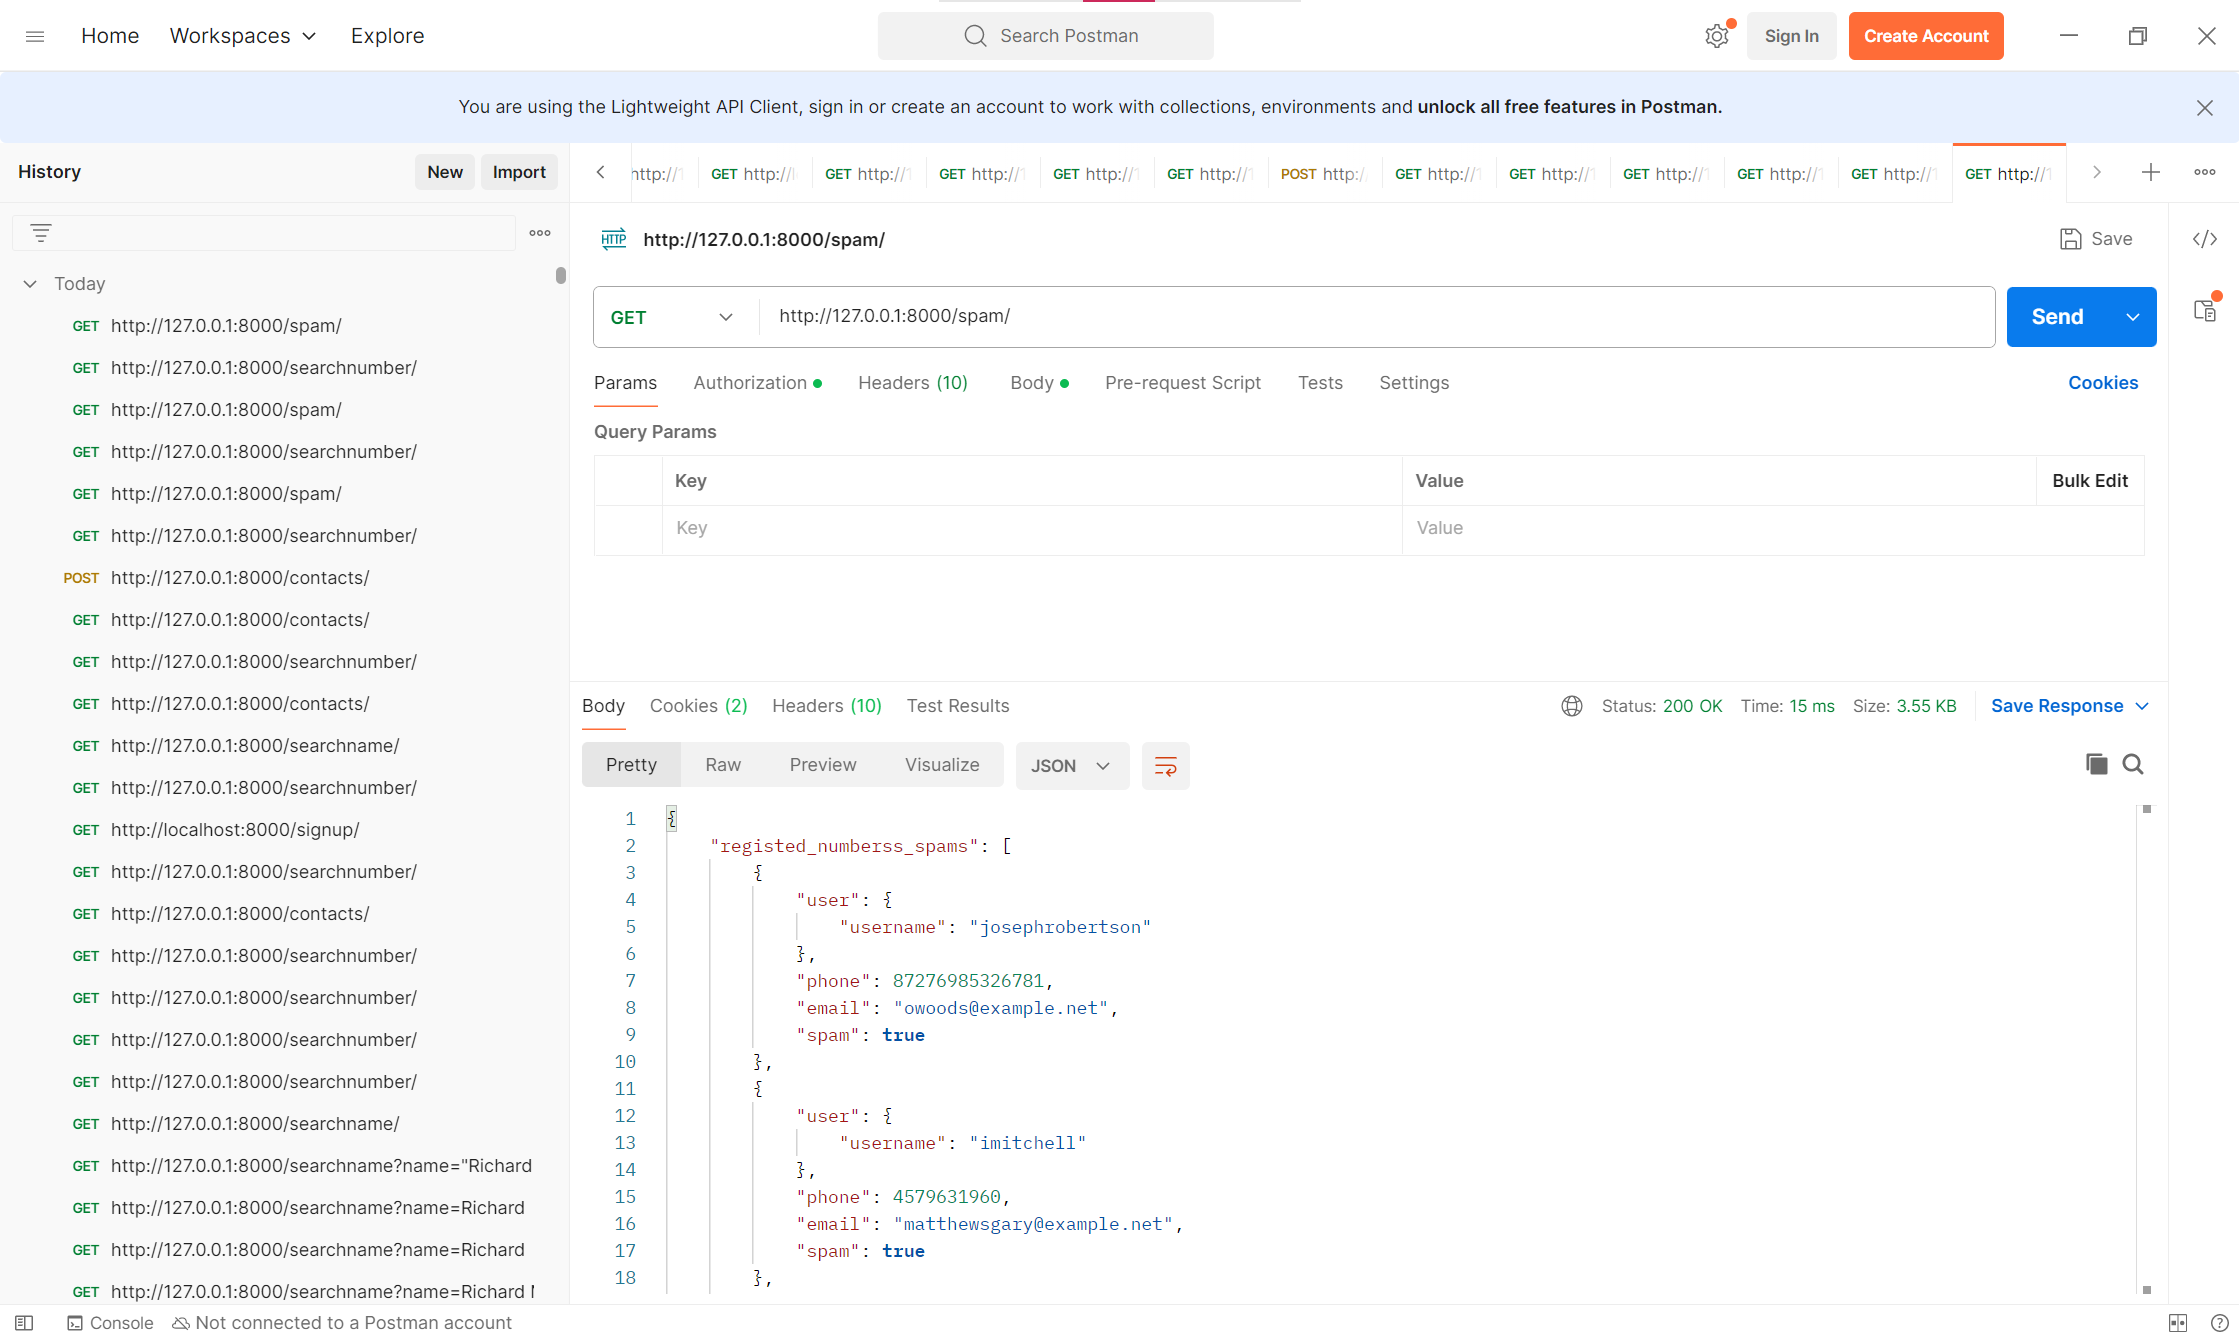 Home Workspaces Explore Search Postman Sign In Create Account
You are using the Lightweight API Client, sign in or create an account to work with collections, environments and unlock all free features in Postman.
History New Import
http://1 GET http://l GET http://1 GET http://1 GET http://1 GET http://1 POST http:/ GET http://1 GET http://1 GET http://1 GET http://1 GET http://1 GET http://1
HTTP http://127.0.0.1:8000/spam/ Save </>
Today
GET http://127.0.0.1:8000/spam/
GET http://127.0.0.1:8000/searchnumber/
GET http://127.0.0.1:8000/spam/
GET http://127.0.0.1:8000/searchnumber/
GET http://127.0.0.1:8000/spam/
GET http://127.0.0.1:8000/searchnumber/
POST http://127.0.0.1:8000/contacts/
GET http://127.0.0.1:8000/contacts/
GET http://127.0.0.1:8000/searchnumber/
GET http://127.0.0.1:8000/contacts/
GET http://127.0.0.1:8000/searchname/
GET http://127.0.0.1:8000/searchnumber/
GET http://localhost:8000/signup/
GET http://127.0.0.1:8000/searchnumber/
GET http://127.0.0.1:8000/contacts/
GET http://127.0.0.1:8000/searchnumber/
GET http://127.0.0.1:8000/searchnumber/
GET http://127.0.0.1:8000/searchnumber/
GET http://127.0.0.1:8000/searchnumber/
GET http://127.0.0.1:8000/searchname/
GET http://127.0.0.1:8000/searchname?name="Richard
GET http://127.0.0.1:8000/searchname?name=Richard
GET http://127.0.0.1:8000/searchname?name=Richard
GET http://127.0.0.1:8000/searchname?name=Richard
GET http://127.0.0.1:8000/spam/ Send
Params Authorization Headers (10) Body Pre-request Script Tests Settings Cookies
Query Params
Key Value Bulk Edit
Key Value
Body Cookies (2) Headers (10) Test Results Status: 200 OK Time: 15 ms Size: 3.55 KB Save Response
Pretty Raw Preview Visualize JSON
1 {
2 "registed_numberss_spams": [
3 {
4 "user": {
5 "username": "josephrobertson"
6 },
7 "phone": 87276985326781,
8 "email": "owoods@example.net",
9 "spam": true
10 },
11 {
12 "user": {
13 "username": "imitchell"
14 },
15 "phone": 4579631960,
16 "email": "matthewsgary@example.net",
17 "spam": true
18 },
Console Not connected to a Postman account